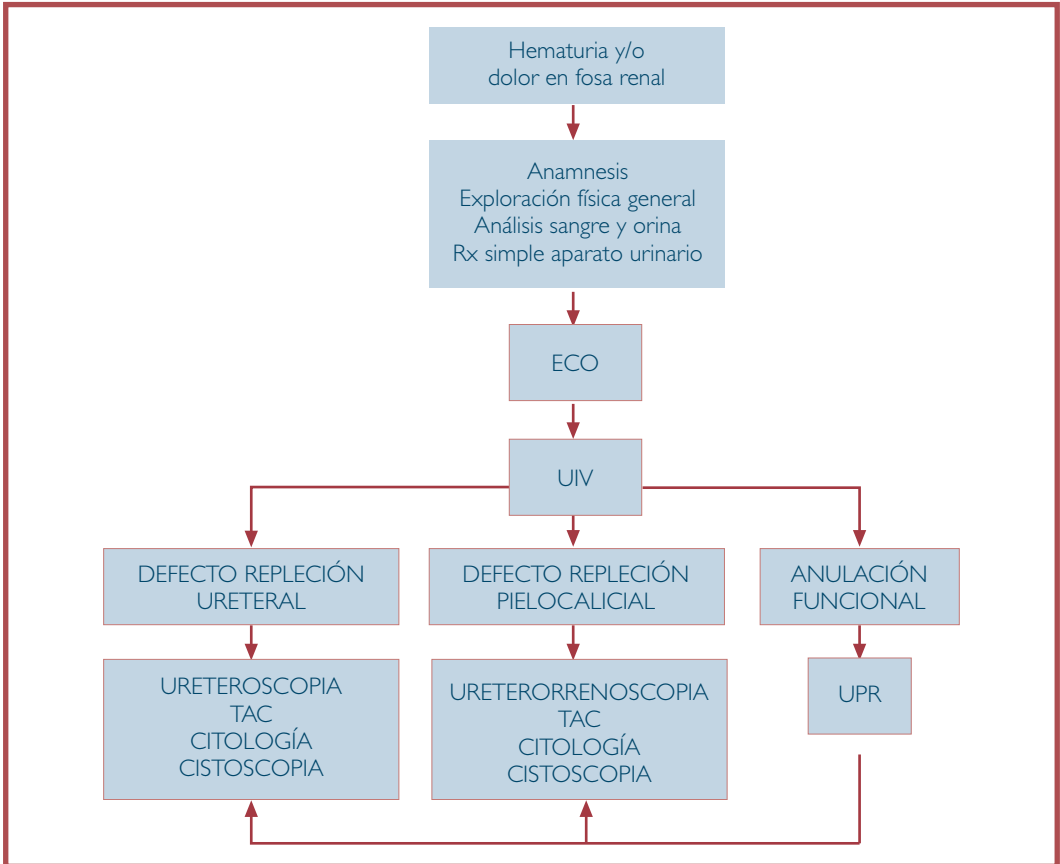 Hematuria y/o
dolor en fosa renal
Anamnesis
Exploración física general
Análisis sangre y orina
Rx simple aparato urinario
ECO
UIV
DEFECTO REPLECIÓN
URETERAL
DEFECTO REPLECIÓN
PIELOCALICIAL
ANULACIÓN
FUNCIONAL
URETEROSCOPIA
TAC
CITOLOGÍA
CISTOSCOPIA
URETERORRENOSCOPIA
TAC
CITOLOGÍA
CISTOSCOPIA
UPR